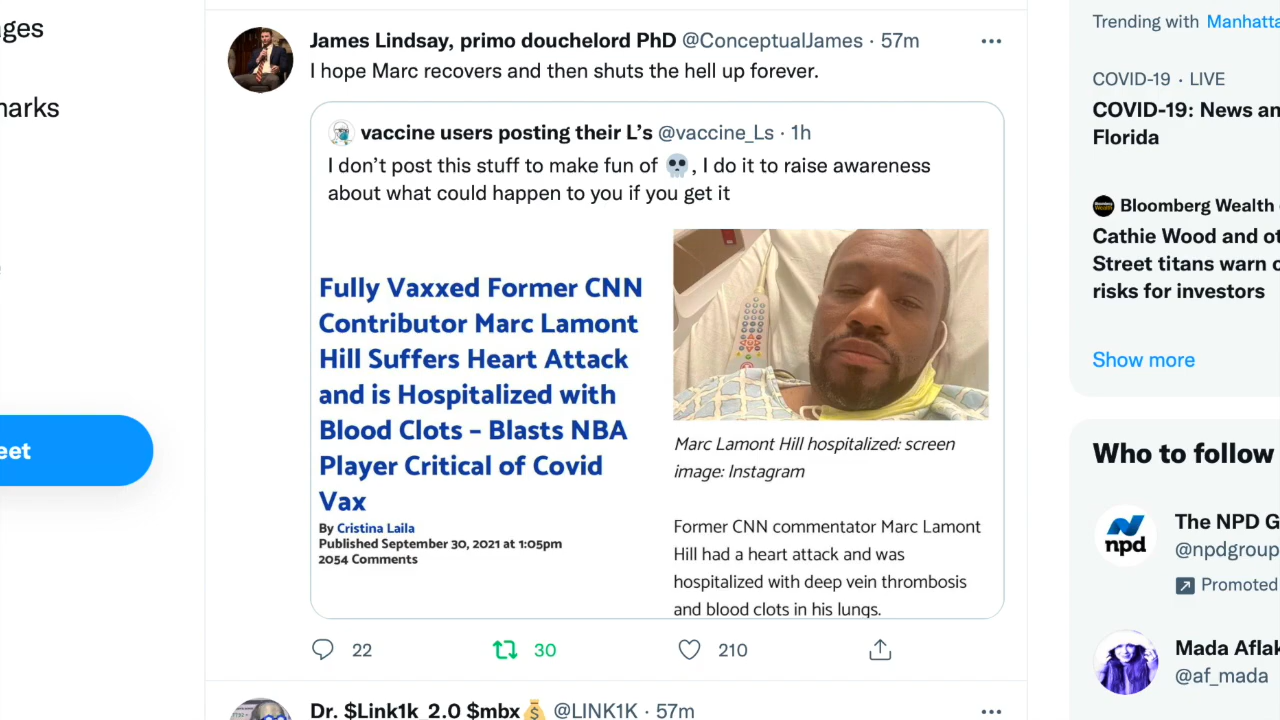 ages
marks
eet
James Lindsay, primo douchelord PhD @ConceptualJames · 57m
I hope Marc recovers and then shuts the hell up forever.
vaccine users posting their L's @vaccine_Ls · 1h
I don't post this stuff to make fun of 💀, I do it to raise awareness
about what could happen to you if you get it
Fully Vaxxed Former CNN
Contributor Marc Lamont
Hill Suffers Heart Attack
and is Hospitalized with
Blood Clots – Blasts NBA
Player Critical of Covid
Vax
By Cristina Laila
Published September 30, 2021 at 1:05pm
2054 Comments
Marc Lamont Hill hospitalized: screen
image: Instagram
Former CNN commentator Marc Lamont
Hill had a heart attack and was
hospitalized with deep vein thrombosis
and blood clots in his lungs.
22
30
210
Dr. $Link1k_2.0 $mbx💰 @LINK1K · 57m
Trending with Manhatta
COVID-19 · LIVE
COVID-19: News an
Florida
Bloomberg Wealth
Cathie Wood and ot
Street titans warn o
risks for investors
Show more
Who to follow
npd
The NPD G
@npdgroup
Promoted
Mada Aflak
@af_mada